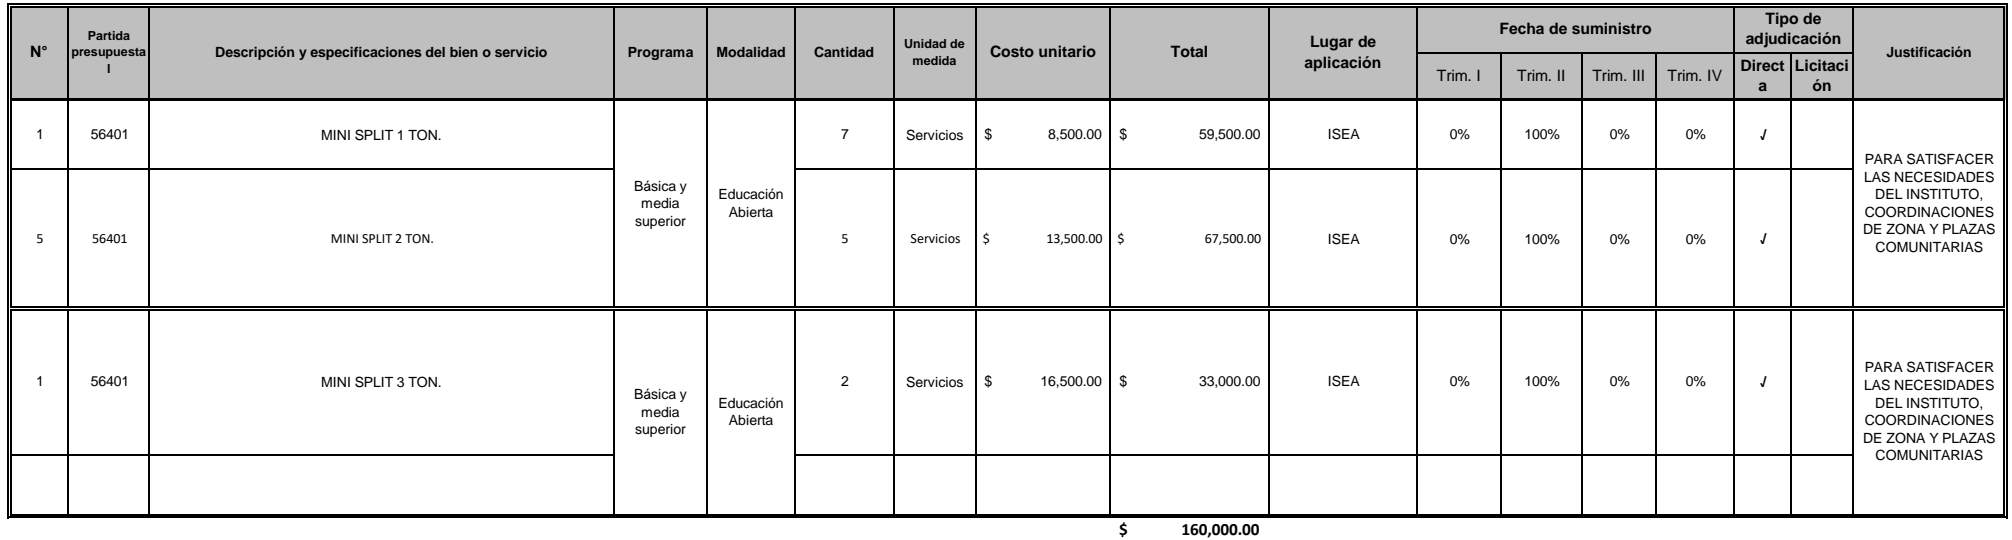 N° Partida presupuestal Descripción y especificaciones del bien o servicio Programa Modalidad Cantidad Unidad de medida Costo unitario Total Lugar de aplicación Fecha de suministro Tipo de adjudicación Justificación
Trim. I Trim. II Trim. III Trim. IV Directa Licitación
1 56401 MINI SPLIT 1 TON. 7 Servicios $ 8,500.00 $ 59,500.00 ISEA 0% 100% 0% 0% √
Básica y
media
superior
Educación
Abierta
PARA SATISFACER
LAS NECESIDADES
DEL INSTITUTO,
COORDINACIONES
DE ZONA Y PLAZAS
COMUNITARIAS
5 56401 MINI SPLIT 2 TON. 5 Servicios $ 13,500.00 $ 67,500.00 ISEA 0% 100% 0% 0% √
1 56401 MINI SPLIT 3 TON. 2 Servicios $ 16,500.00 $ 33,000.00 ISEA 0% 100% 0% 0% √
Básica y
media
superior
Educación
Abierta
PARA SATISFACER
LAS NECESIDADES
DEL INSTITUTO,
COORDINACIONES
DE ZONA Y PLAZAS
COMUNITARIAS
$ 160,000.00